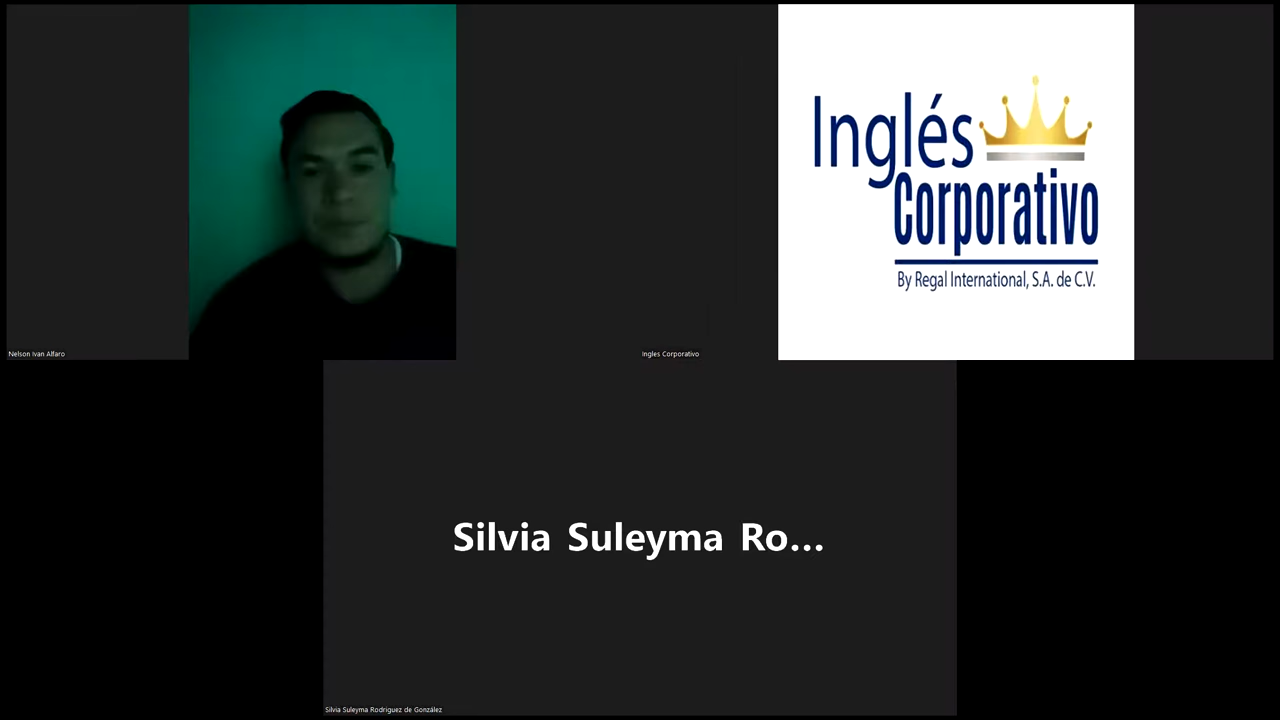 Inglés
Corporativo
By Regal International, S.A. de C.V.
Nelson Ivan Alfaro
Ingles Corporativo
Silvia Suleyma Ro...
Silvia Suleyma Rodriguez de González